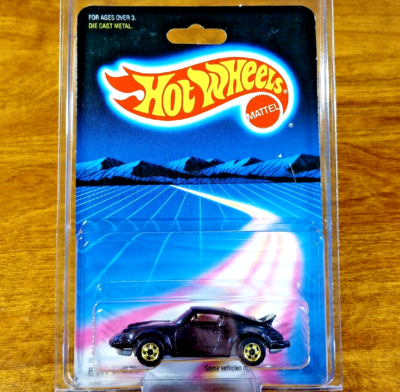 FOR AGES OVER 3.
DIE CAST METAL.
HOT WHEELS
®
MATTEL
®
Some vehicles